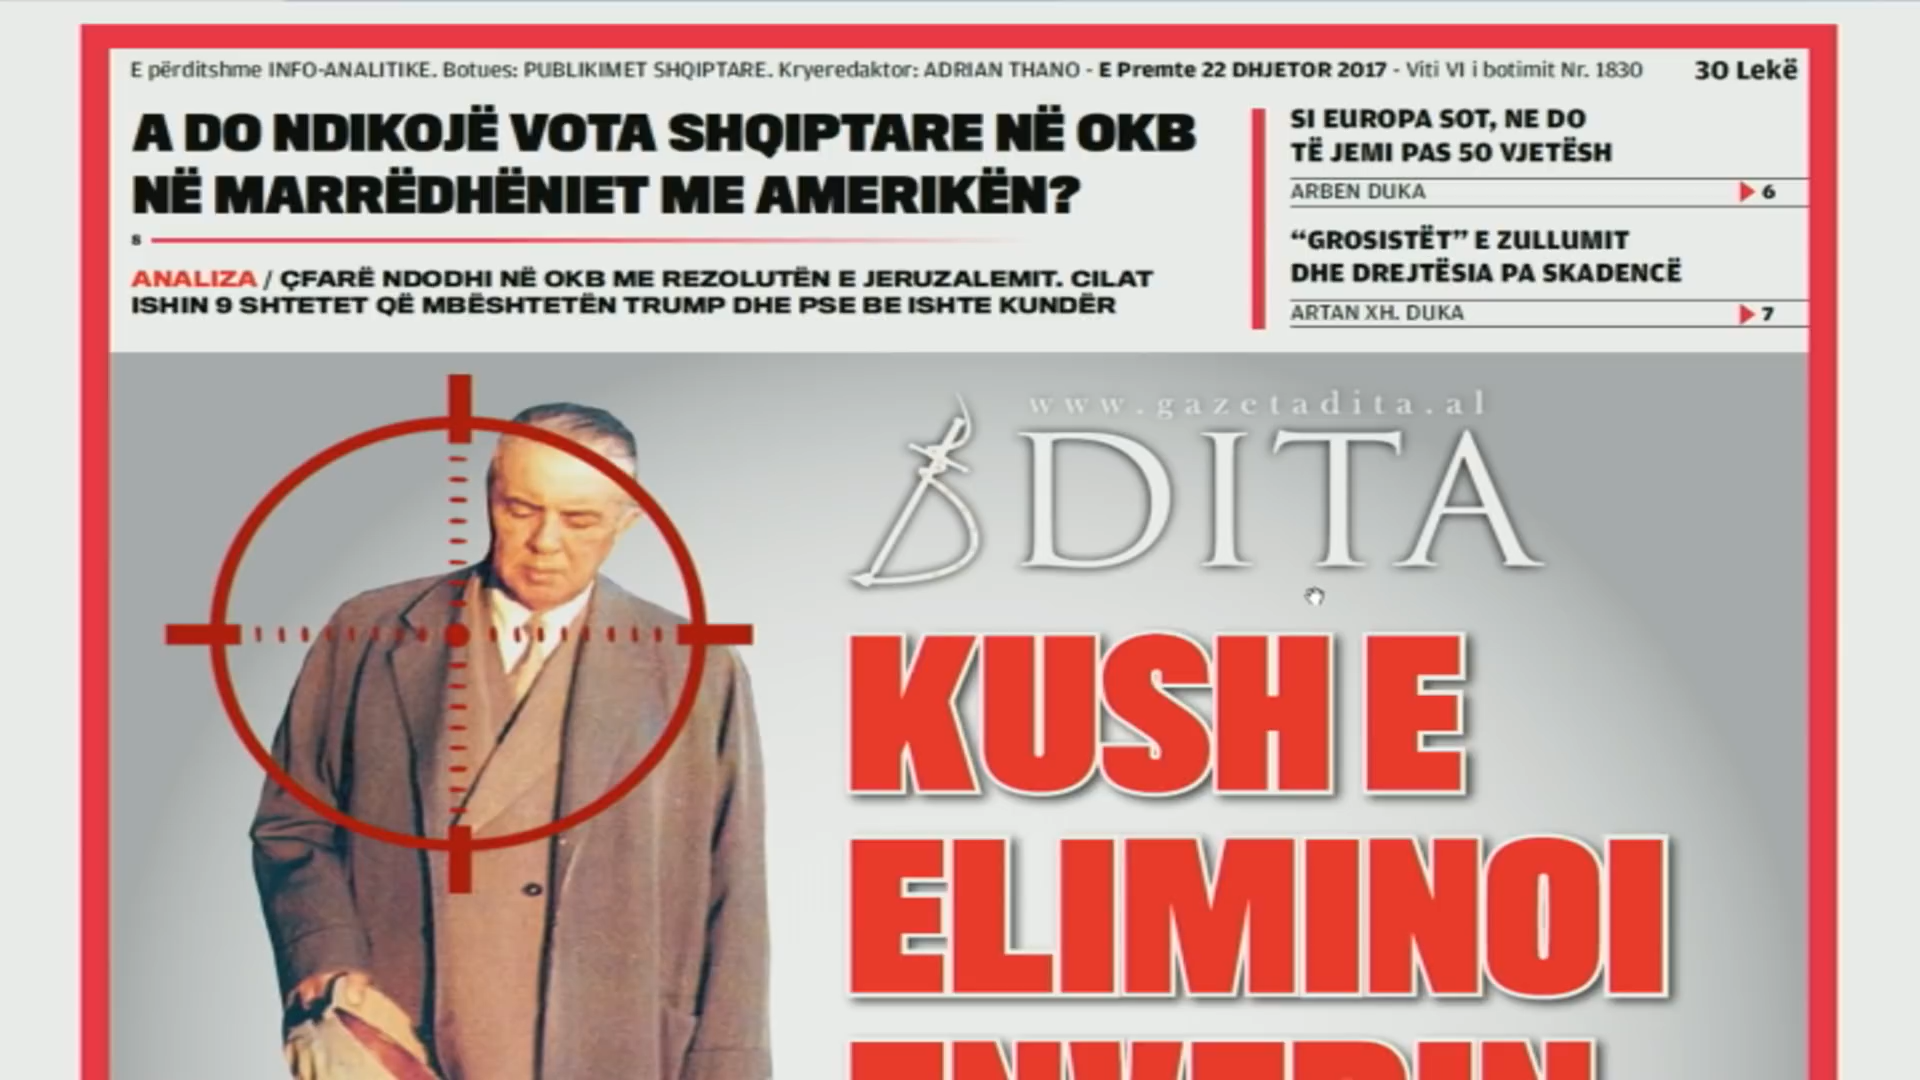 E përditshme INFO-ANALITIKE. Botues: PUBLIKIMET SHQIPTARE. Kryeredaktor: ADRIAN THANO - E Premte 22 DHJETOR 2017 - Viti VI i botimit Nr. 1830 30 Lekë
A DO NDIKOJË VOTA SHQIPTARE NË OKB
NË MARRËDHËNIET ME AMERIKËN?
8
ANALIZA / ÇFARË NDODHI NË OKB ME REZOLUTËN E JERUZALEMIT. CILAT
ISHIN 9 SHTETET QË MBËSHTETËN TRUMP DHE PSE BE ISHTE KUNDËR
SI EUROPA SOT, NE DO
TË JEMI PAS 50 VJETËSH
ARBEN DUKA 6
“GROSISTËT” E ZULLUMIT
DHE DREJTËSIA PA SKADENCË
ARTAN XH. DUKA 7
www.gazetadita.al
DITA
KUSH E
ELIMINOI
ENVERIN